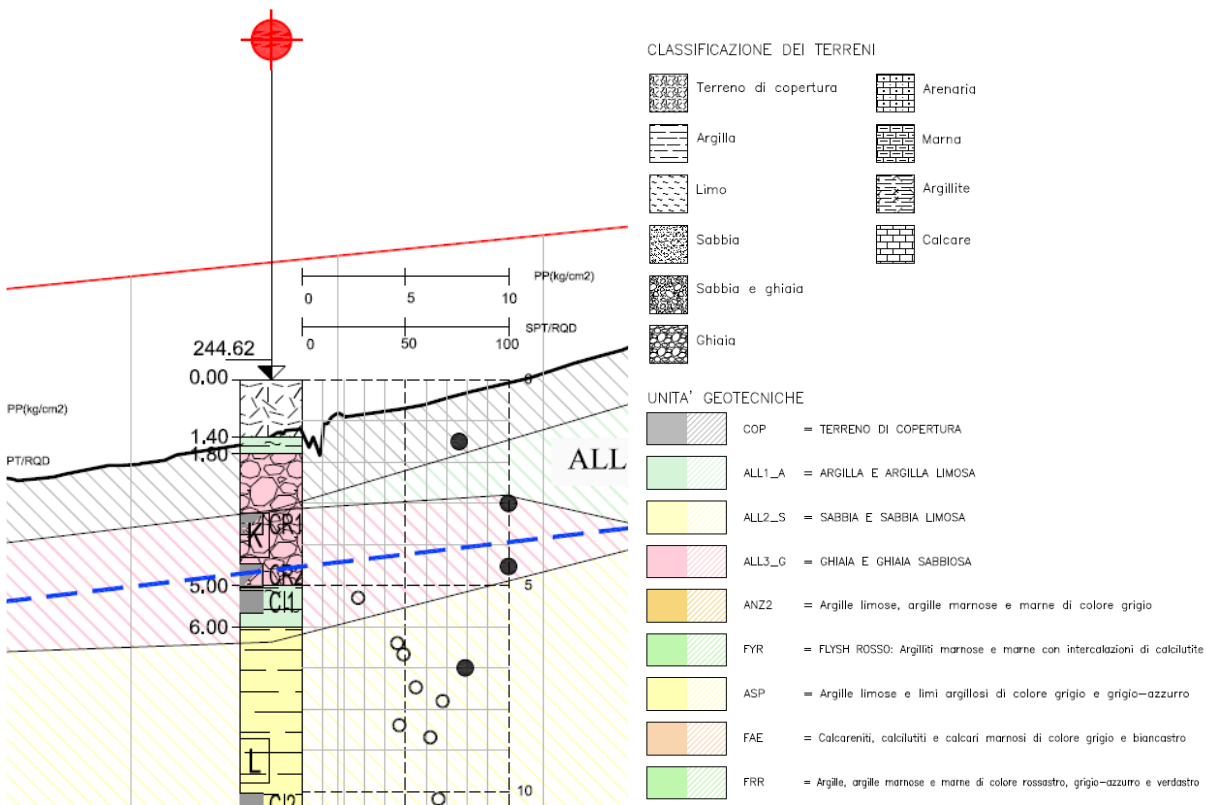 244.62
0.00
1.40
1.80
5.00
6.00
PP(kg/cm2)
PT/RQD
PP(kg/cm2)
0 5 10
SPT/RQD
0 50 100
0
5
10
ALL
K
CR1
CR2
CI1
L
CI2
CLASSIFICAZIONE DEI TERRENI
Terreno di copertura
Argilla
Limo
Sabbia
Sabbia e ghiaia
Ghiaia
Arenaria
Marna
Argillite
Calcare
UNITA' GEOTECNICHE
COP = TERRENO DI COPERTURA
ALL1_A = ARGILLA E ARGILLA LIMOSA
ALL2_S = SABBIA E SABBIA LIMOSA
ALL3_G = GHIAIA E GHIAIA SABBIOSA
ANZ2 = Argille limose, argille marnose e marne di colore grigio
FYR = FLYSH ROSSO: Argilliti marnose e marne con intercalazioni di calcilutite
ASP = Argille limose e limi argillosi di colore grigio e grigio-azzurro
FAE = Calcareniti, calcilutiti e calcari marnosi di colore grigio e biancastro
FRR = Argille, argille marnose e marne di colore rossastro, grigio-azzurro e verdastro